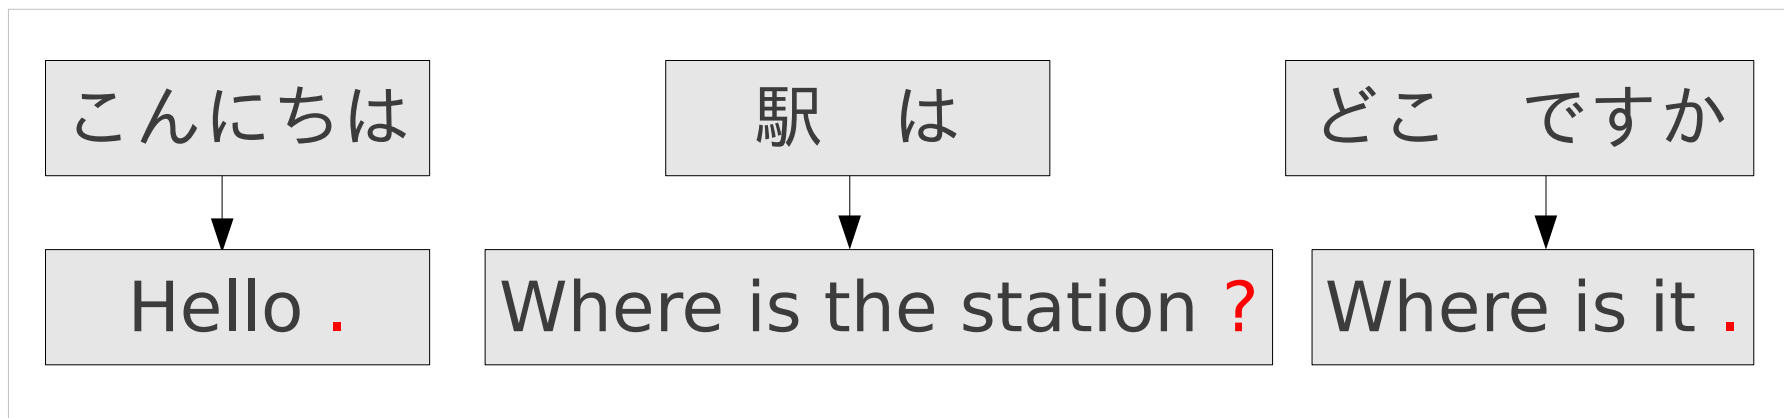 こんにちは
駅　は
どこ　ですか
Hello .
Where is the station ?
Where is it .